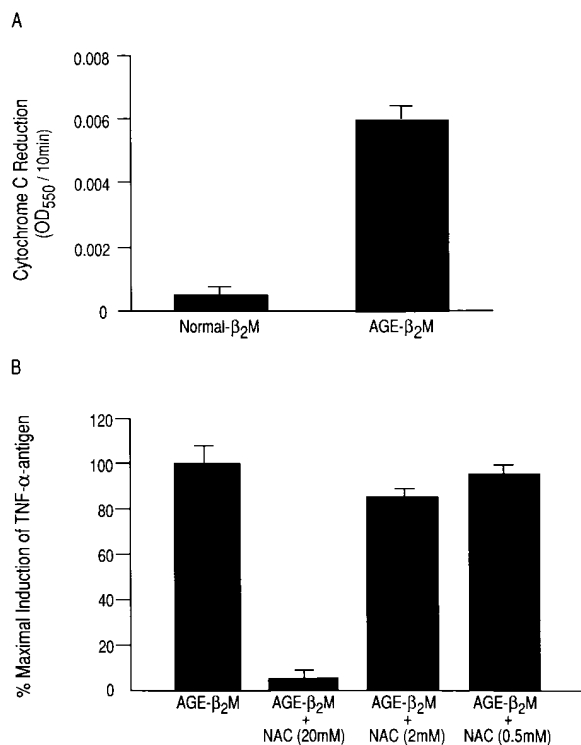 A
Cytochrome C Reduction
(OD550 / 10min)
0.008
0.006
0.004
0.002
0
Normal-β2M
AGE-β2M
B
% Maximal Induction of TNF-α-antigen
120
100
80
60
40
20
0
AGE-β2M
AGE-β2M
+
NAC (20mM)
AGE-β2M
+
NAC (2mM)
AGE-β2M
+
NAC (0.5mM)